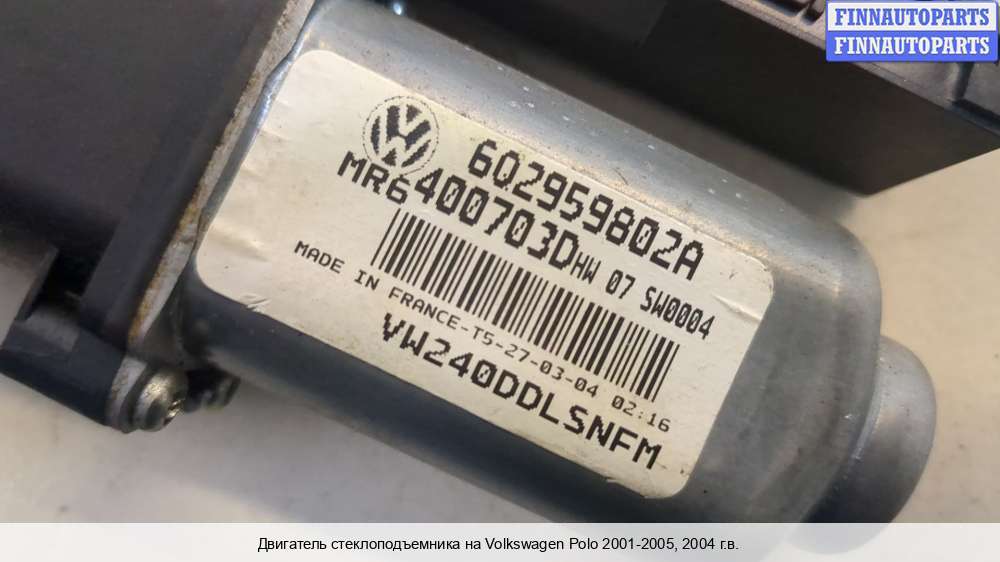 FINNAUTOPARTS
FINNAUTOPARTS
6Q2959802A
MR6400703D HW 07 SW0004
MADE IN FRANCE-T5-27-03-04 02:16
VW240DDLSNFM
Двигатель стеклоподъемника на Volkswagen Polo 2001-2005, 2004 г.в.